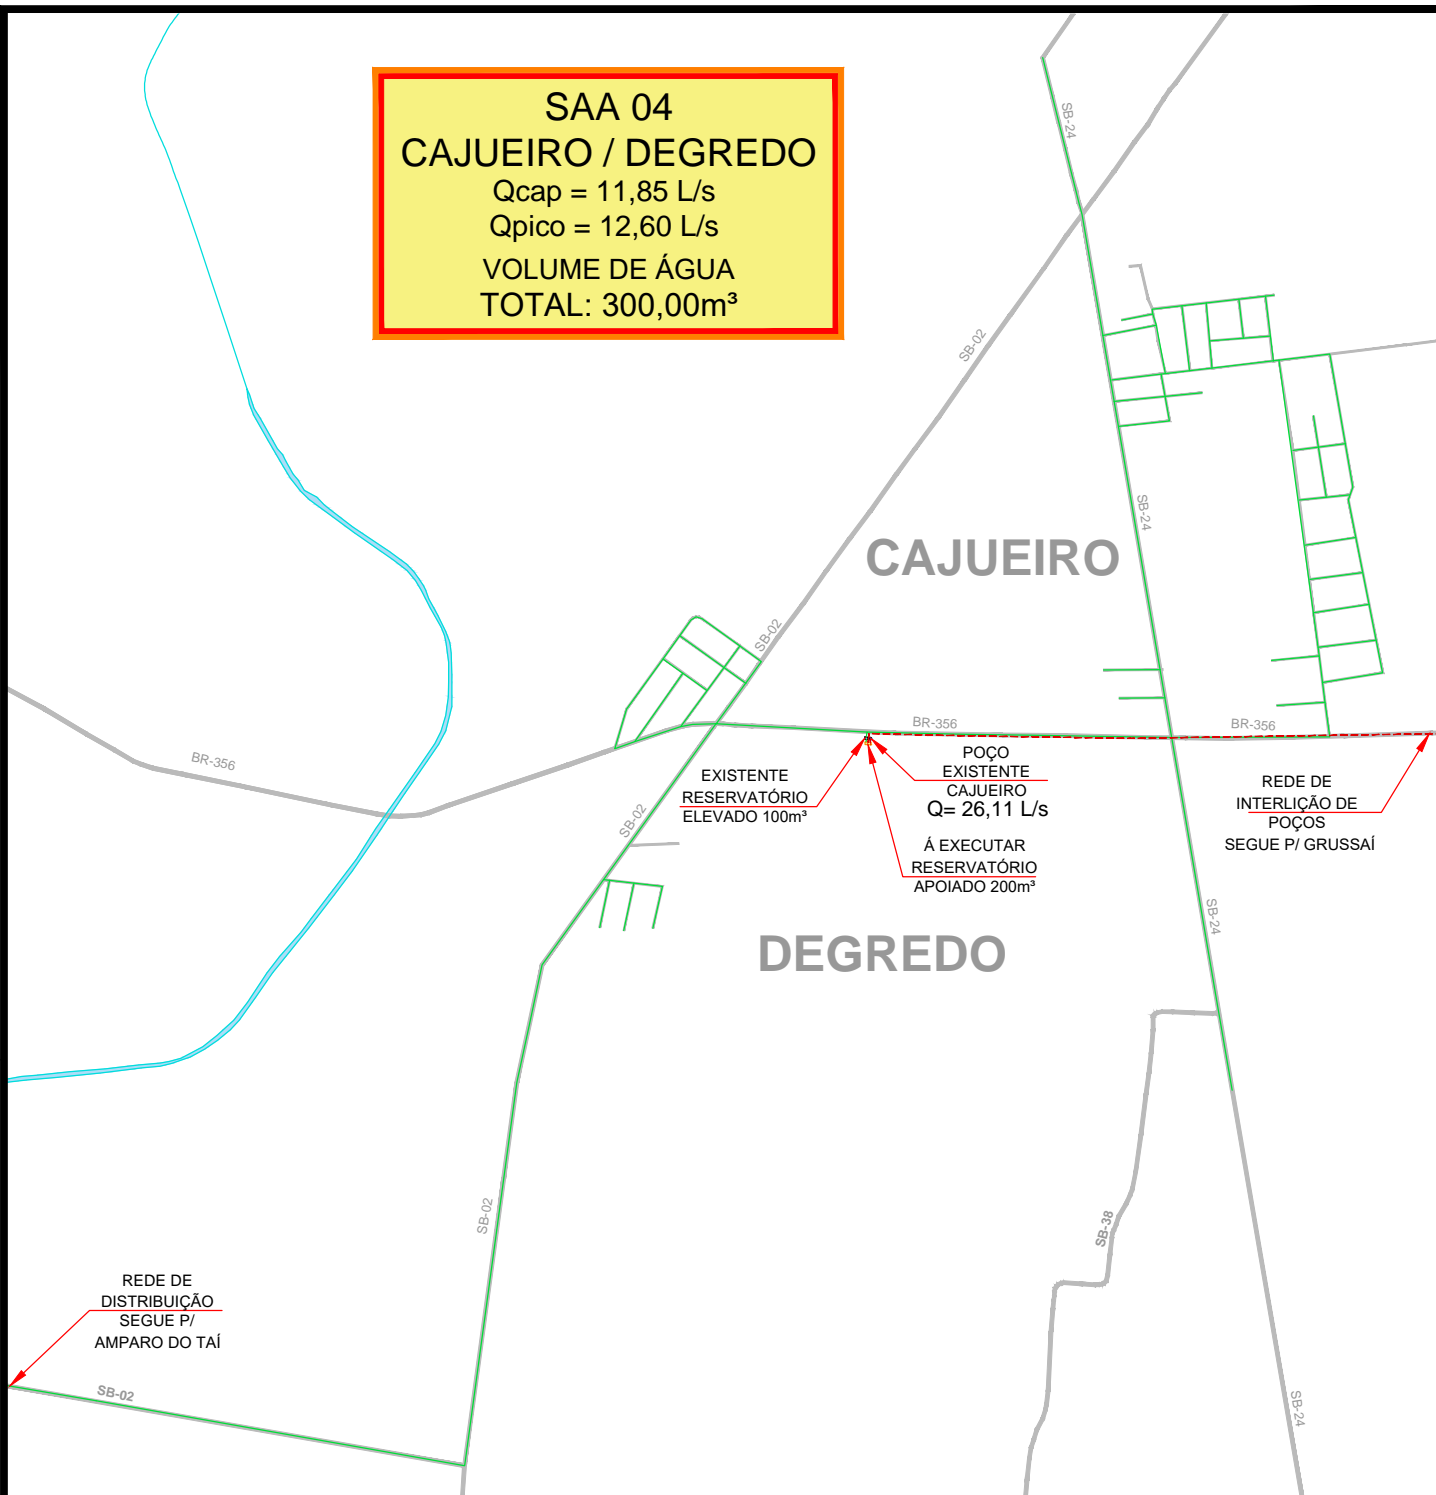 SAA 04
CAJUEIRO / DEGREDO
Qcap = 11,85 L/s
Qpico = 12,60 L/s
VOLUME DE ÁGUA
TOTAL: 300,00m³
SB-24
SB-02
SB-24
CAJUEIRO
SB-02
BR-356
BR-356
BR-356
EXISTENTE
RESERVATÓRIO
ELEVADO 100m³
POÇO
EXISTENTE
CAJUEIRO
Q= 26,11 L/s
Á EXECUTAR
RESERVATÓRIO
APOIADO 200m³
REDE DE
INTERLIÇÃO DE
POÇOS
SEGUE P/ GRUSSAÍ
SB-02
SB-24
DEGREDO
SB-02
SB-38
REDE DE
DISTRIBUIÇÃO
SEGUE P/
AMPARO DO TAÍ
SB-02
SB-24